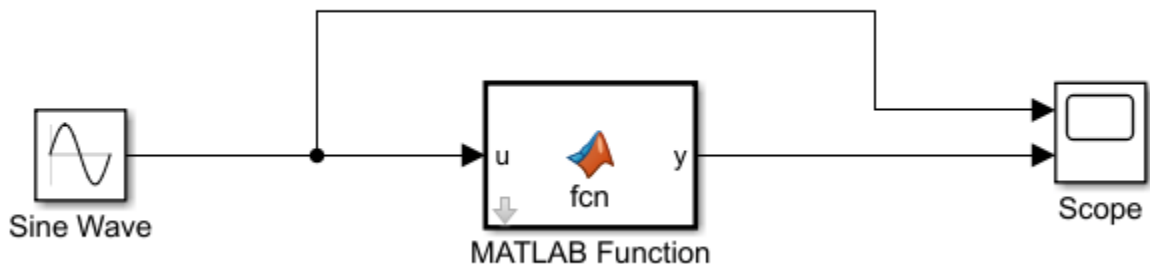 u
y
fcn
Sine Wave
Scope
MATLAB Function